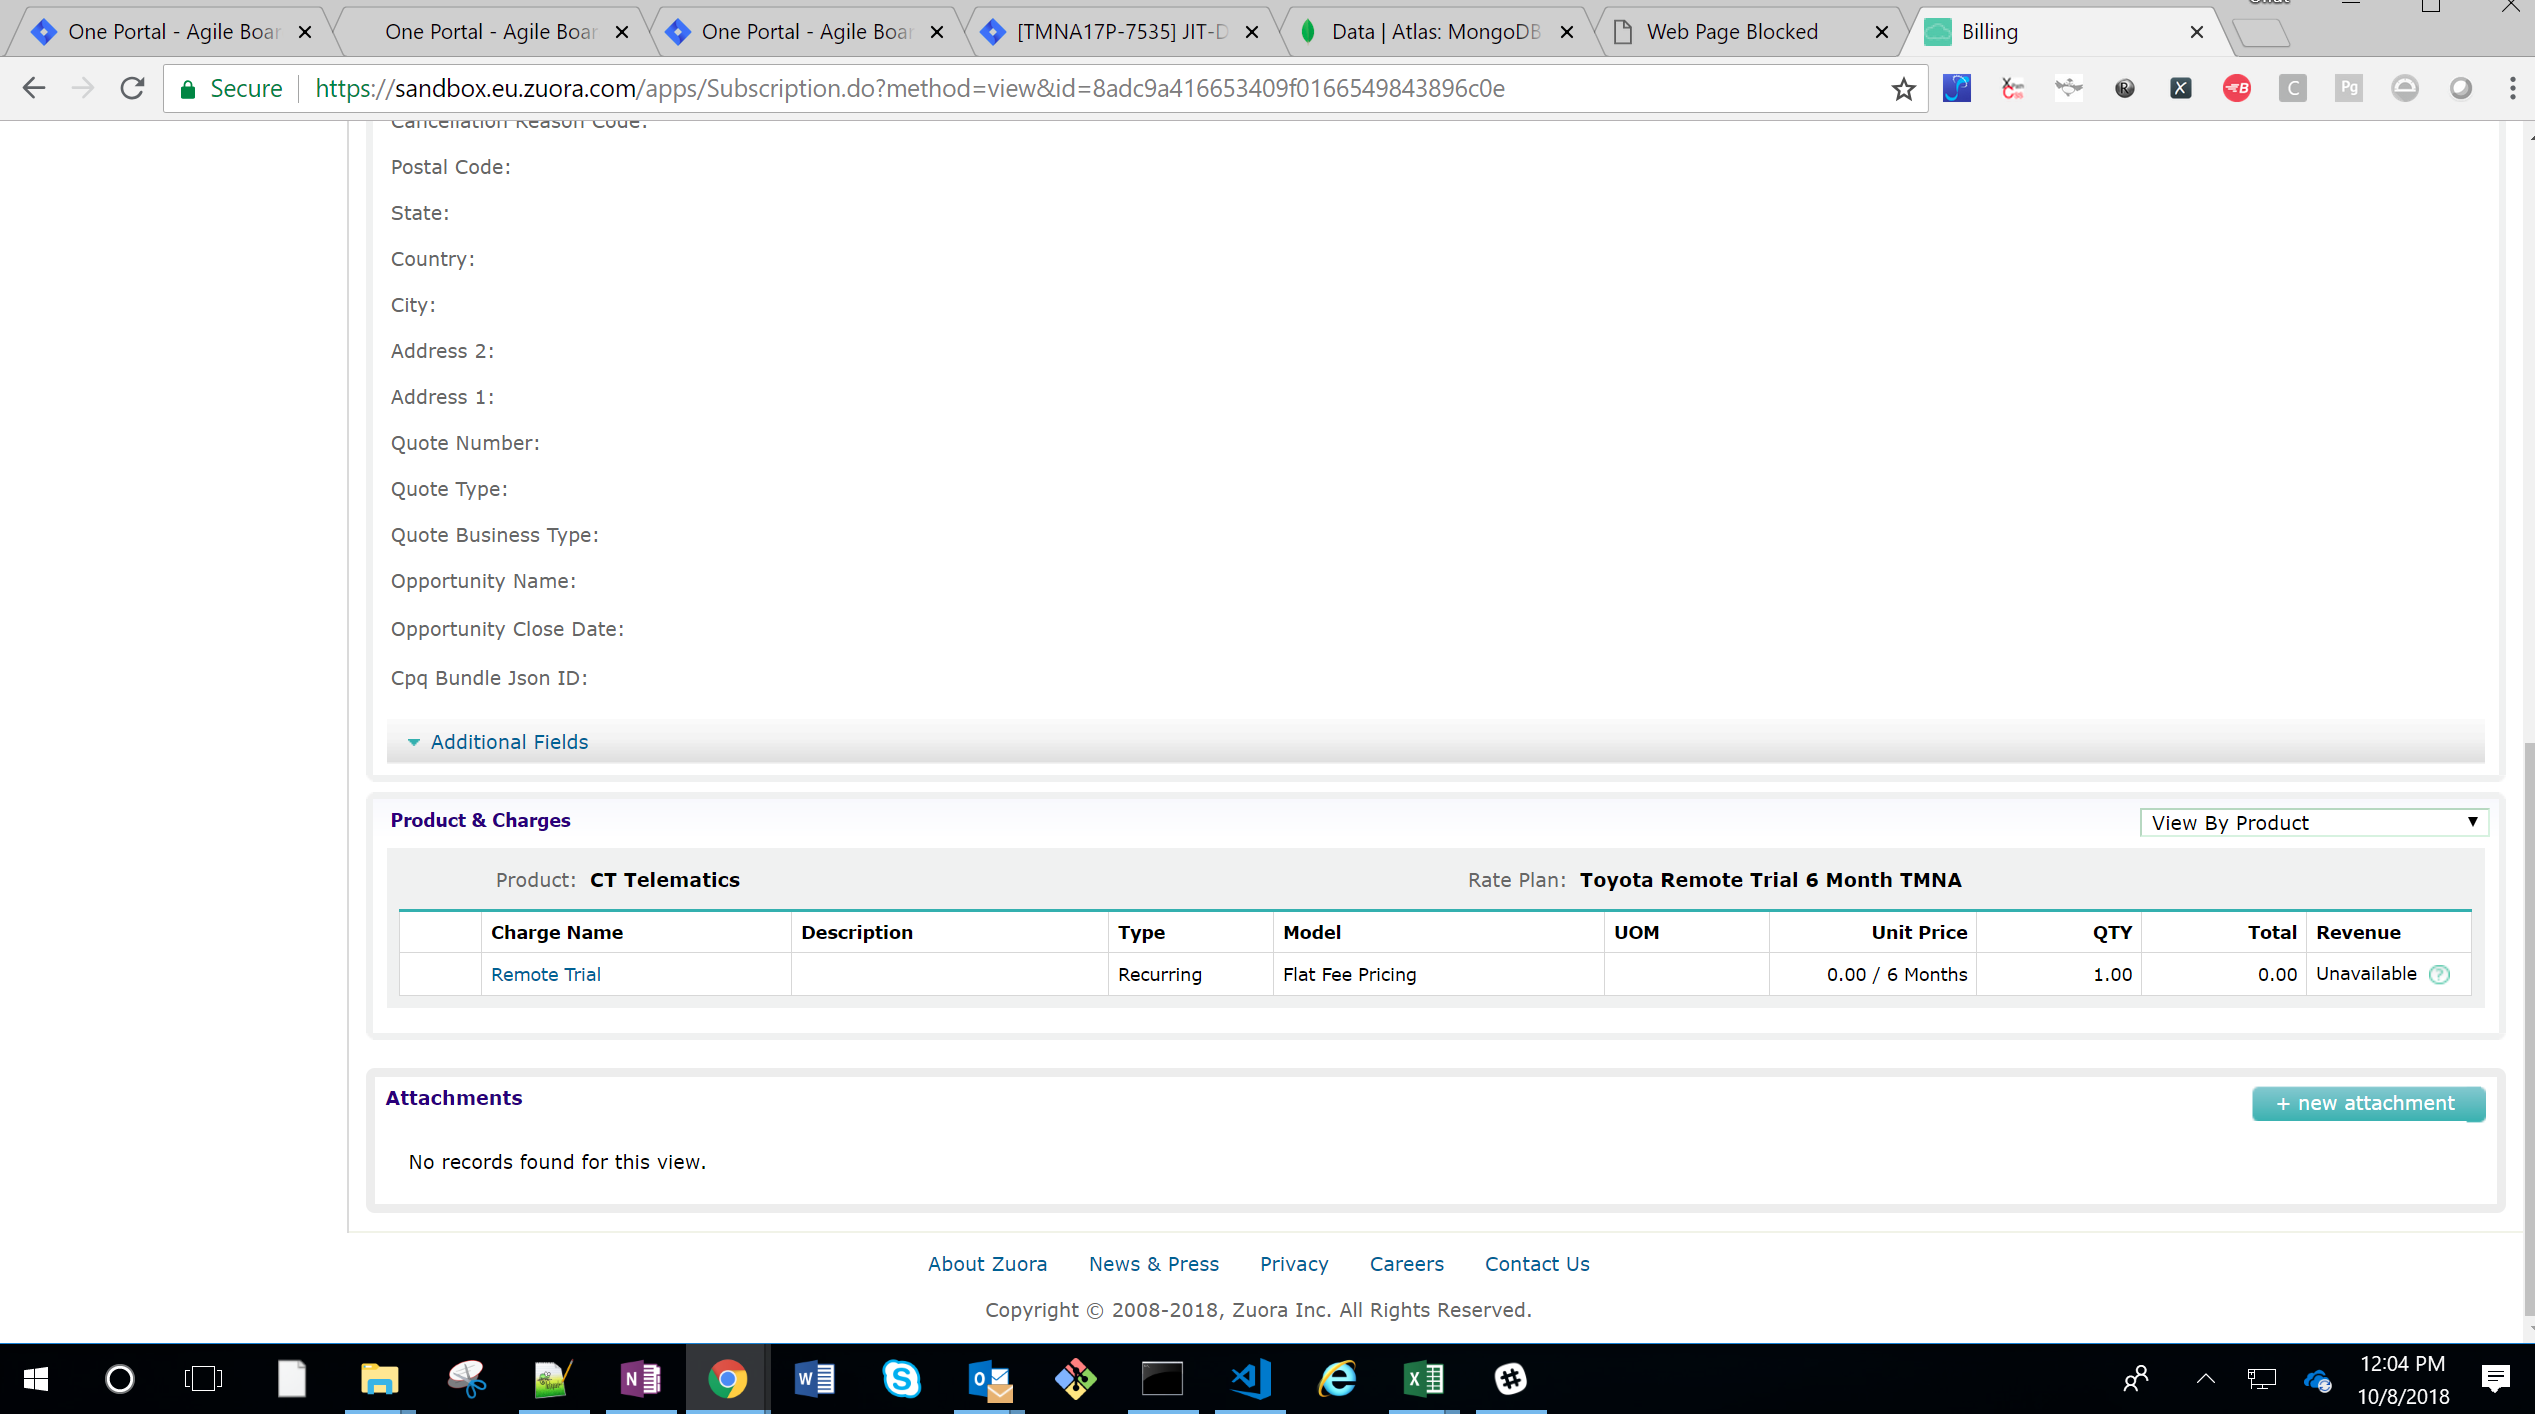 One Portal - Agile Boar
One Portal - Agile Boar
One Portal - Agile Boar
[TMNA17P-7535] JIT-D
Data | Atlas: MongoDB
Web Page Blocked
Billing
Secure
https://sandbox.eu.zuora.com/apps/Subscription.do?method=view&id=8adc9a416653409f0166549843896c0e
Cancellation Reason Code:
Postal Code:
State:
Country:
City:
Address 2:
Address 1:
Quote Number:
Quote Type:
Quote Business Type:
Opportunity Name:
Opportunity Close Date:
Cpq Bundle Json ID:
Additional Fields
Product & Charges
View By Product
Product: CT Telematics Rate Plan: Toyota Remote Trial 6 Month TMNA
Charge Name Description Type Model UOM Unit Price QTY Total Revenue
Remote Trial Recurring Flat Fee Pricing 0.00 / 6 Months 1.00 0.00 Unavailable ?
Attachments
+ new attachment
No records found for this view.
About Zuora News & Press Privacy Careers Contact Us
Copyright © 2008-2018, Zuora Inc. All Rights Reserved.
12:04 PM
10/8/2018